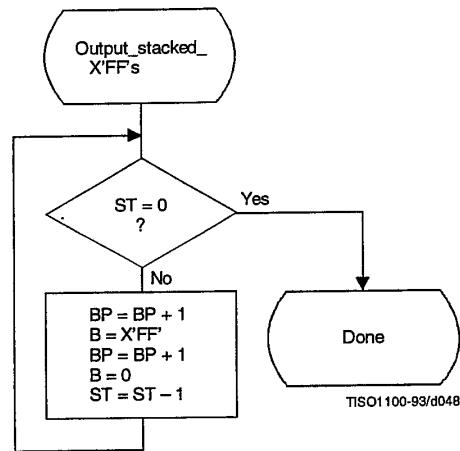 Output_stacked_
X'FF's
ST = 0
?
Yes
No
BP = BP + 1
B = X'FF'
BP = BP + 1
B = 0
ST = ST – 1
Done
TISO1100-93/d048